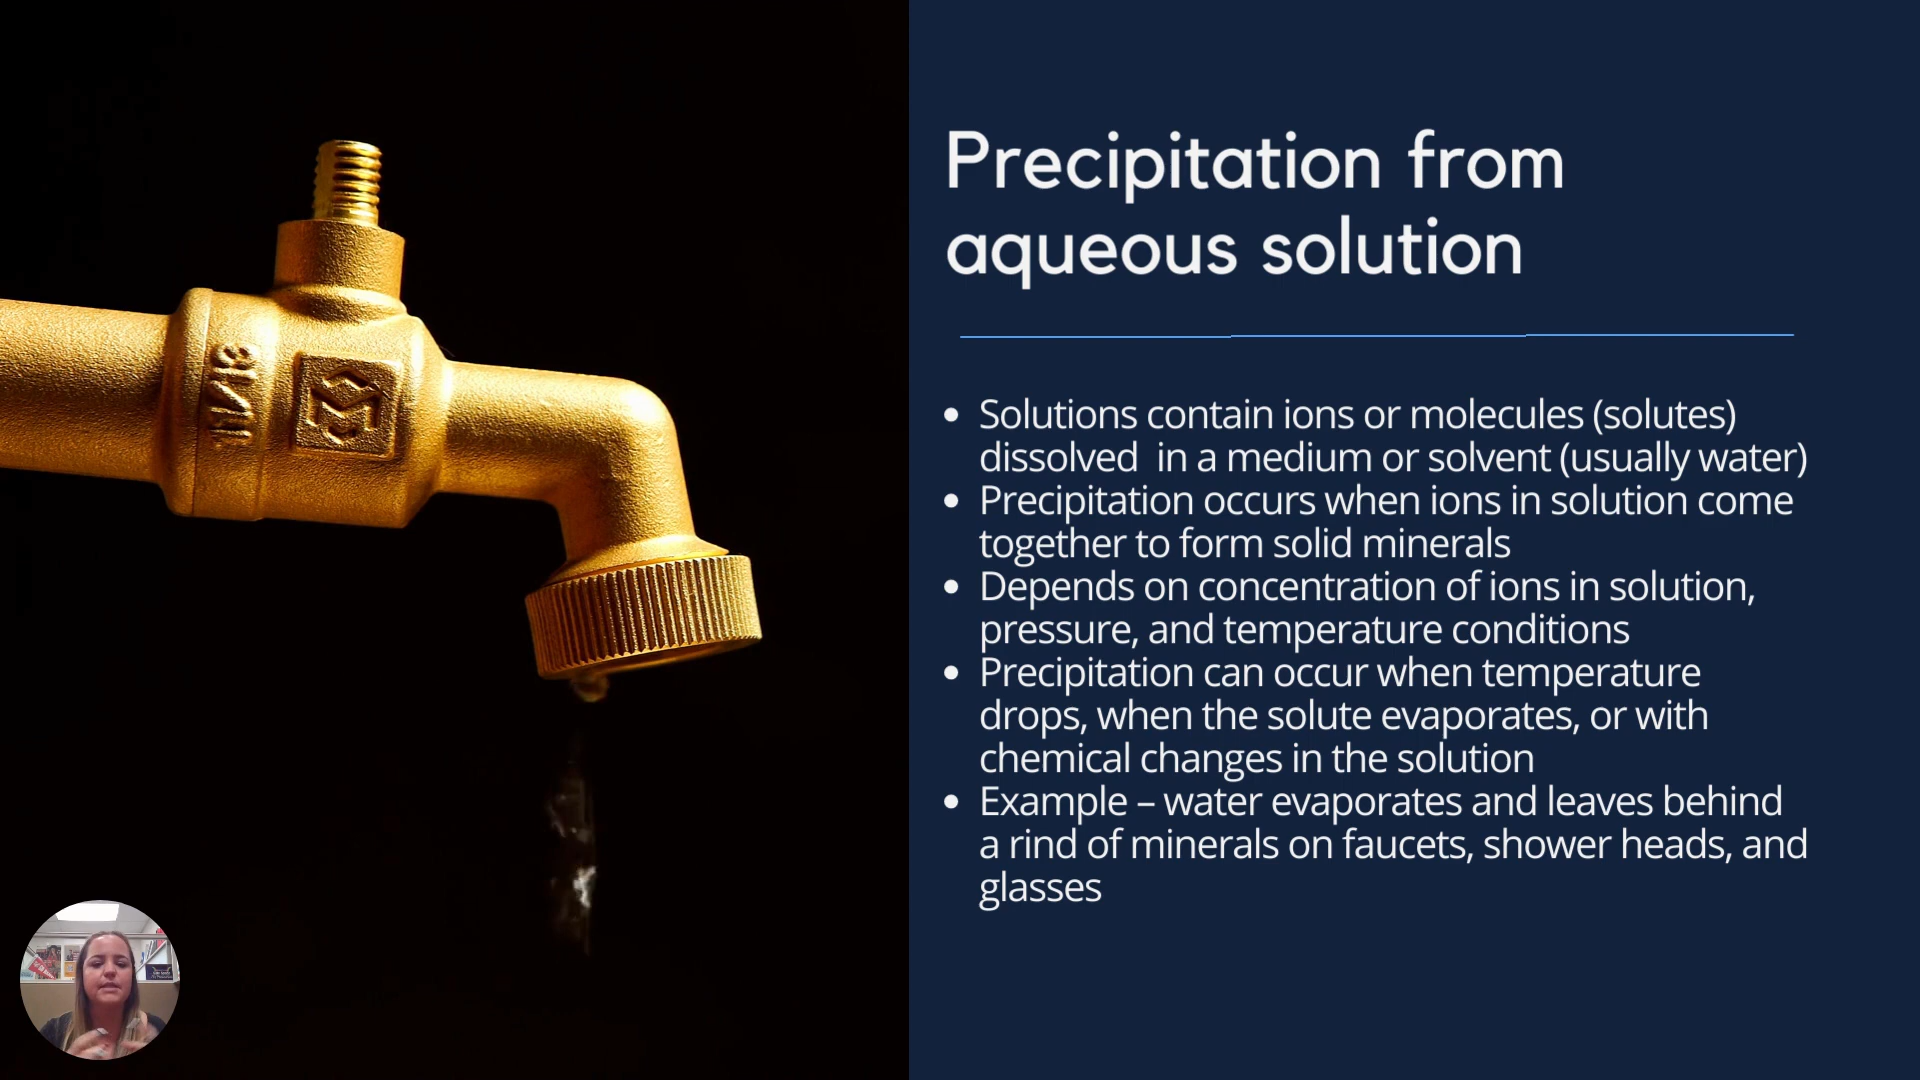 Precipitation from
aqueous solution
• Solutions contain ions or molecules (solutes)
dissolved  in a medium or solvent (usually water)
• Precipitation occurs when ions in solution come
together to form solid minerals
• Depends on concentration of ions in solution,
pressure, and temperature conditions
• Precipitation can occur when temperature
drops, when the solute evaporates, or with
chemical changes in the solution
• Example – water evaporates and leaves behind
a rind of minerals on faucets, shower heads, and
glasses